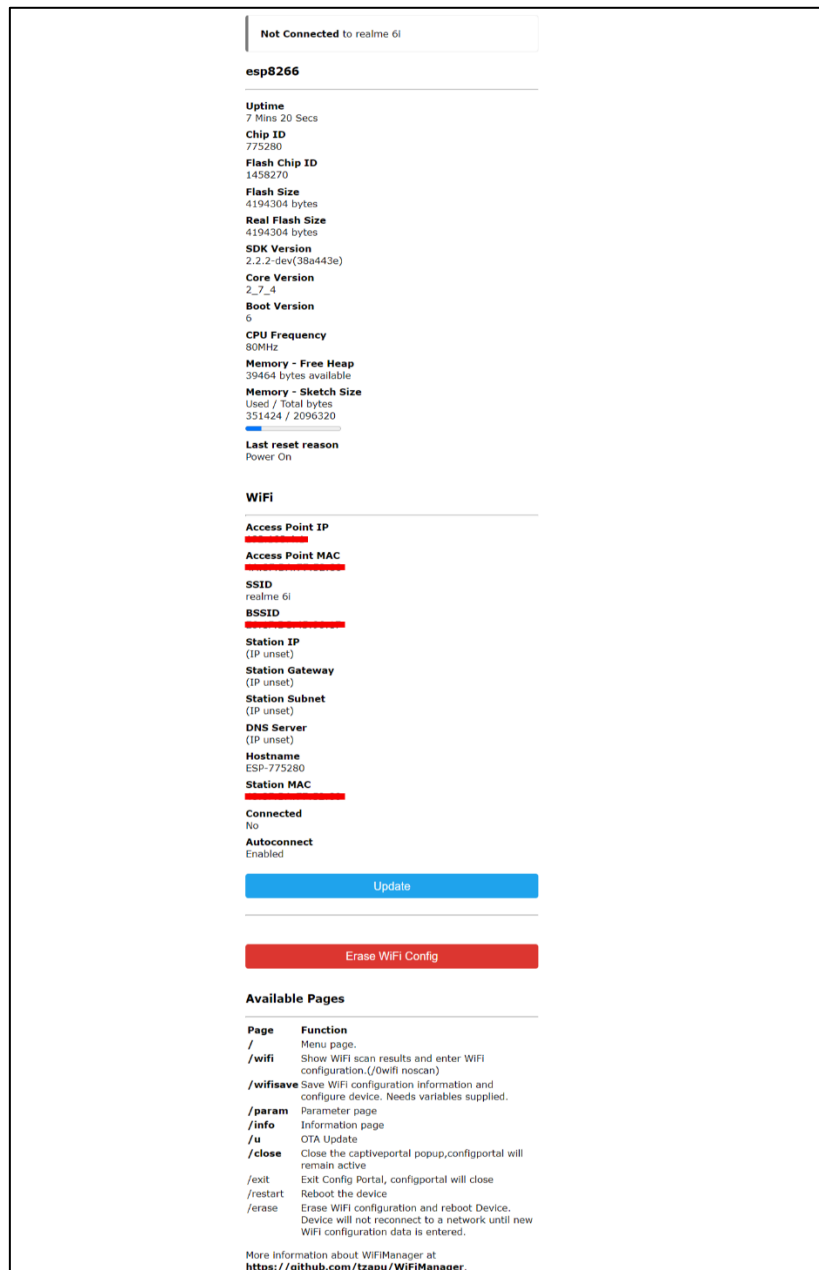 Not Connected to realme 6i
esp8266
Uptime
7 Mins 20 Secs
Chip ID
775280
Flash Chip ID
1458270
Flash Size
4194304 bytes
Real Flash Size
4194304 bytes
SDK Version
2.2.2-dev(38a443e)
Core Version
2_7_4
Boot Version
6
CPU Frequency
80MHz
Memory - Free Heap
39464 bytes available
Memory - Sketch Size
Used / Total bytes
351424 / 2096320
Last reset reason
Power On
WiFi
Access Point IP
Access Point MAC
SSID
realme 6i
BSSID
Station IP
(IP unset)
Station Gateway
(IP unset)
Station Subnet
(IP unset)
DNS Server
(IP unset)
Hostname
ESP-775280
Station MAC
Connected
No
Autoconnect
Enabled
Update
Erase WiFi Config
Available Pages
Page Function
/ Menu page.
/wifi Show WiFi scan results and enter WiFi
configuration.(/0wifi noscan)
/wifisave Save WiFi configuration information and
configure device. Needs variables supplied.
/param Parameter page
/info Information page
/u OTA Update
/close Close the captiveportal popup,configportal will
remain active
/exit Exit Config Portal, configportal will close
/restart Reboot the device
/erase Erase WiFi configuration and reboot Device.
Device will not reconnect to a network until new
WiFi configuration data is entered.
More information about WiFiManager at
https://github.com/tzapu/WiFiManager.